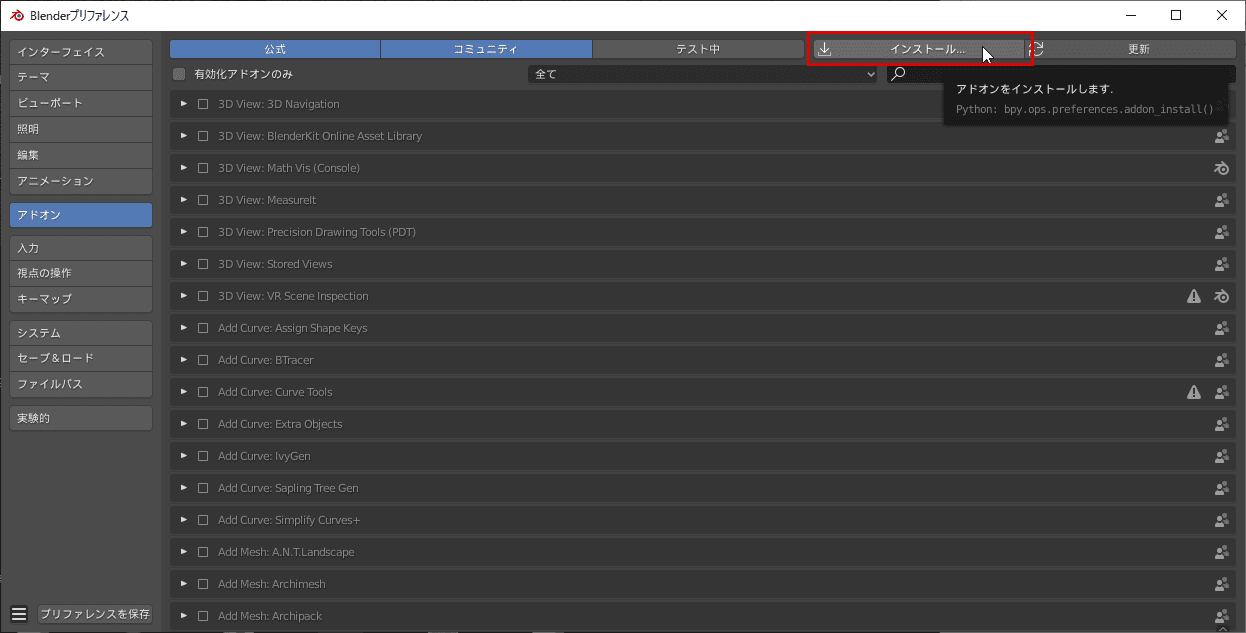 Blenderプリファレンス
インターフェイス
テーマ
ビューポート
照明
編集
アニメーション
アドオン
入力
視点の操作
キーマップ
システム
セーブ＆ロード
ファイルパス
実験的
プリファレンスを保存
公式 コミュニティ テスト中 インストール... 更新
有効化アドオンのみ 全て
アドオンをインストールします.
Python: bpy.ops.preferences.addon_install()
3D View: 3D Navigation
3D View: BlenderKit Online Asset Library
3D View: Math Vis (Console)
3D View: MeasureIt
3D View: Precision Drawing Tools (PDT)
3D View: Stored Views
3D View: VR Scene Inspection
Add Curve: Assign Shape Keys
Add Curve: BTracer
Add Curve: Curve Tools
Add Curve: Extra Objects
Add Curve: IvyGen
Add Curve: Sapling Tree Gen
Add Curve: Simplify Curves+
Add Mesh: A.N.T.Landscape
Add Mesh: Archimesh
Add Mesh: Archipack